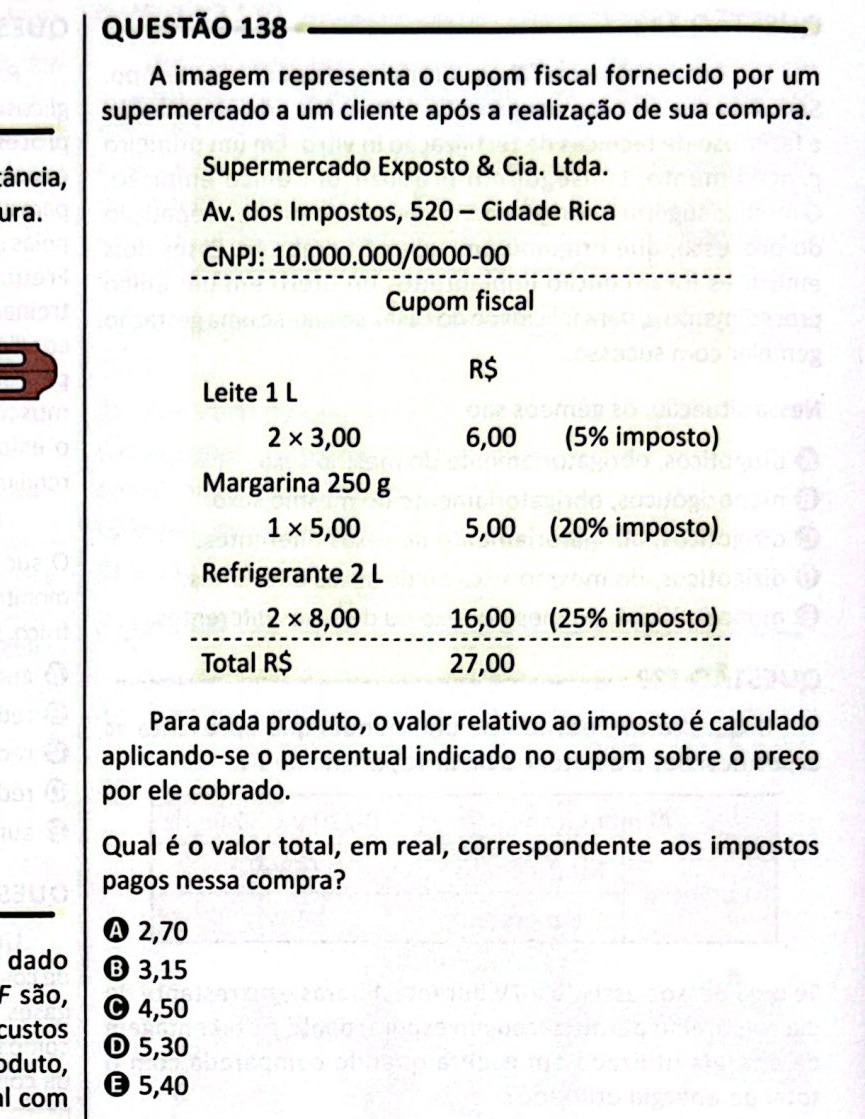 QUESTÃO 138
A imagem representa o cupom fiscal fornecido por um
supermercado a um cliente após a realização de sua compra.
Supermercado Exposto & Cia. Ltda.
Av. dos Impostos, 520 – Cidade Rica
CNPJ: 10.000.000/0000-00
Cupom fiscal
R$
Leite 1 L
2 × 3,00 6,00 (5% imposto)
Margarina 250 g
1 × 5,00 5,00 (20% imposto)
Refrigerante 2 L
2 × 8,00 16,00 (25% imposto)
Total R$ 27,00
Para cada produto, o valor relativo ao imposto é calculado
aplicando-se o percentual indicado no cupom sobre o preço
por ele cobrado.
Qual é o valor total, em real, correspondente aos impostos
pagos nessa compra?
A 2,70
B 3,15
C 4,50
D 5,30
E 5,40
ura.
dado
F são,
custos
al com